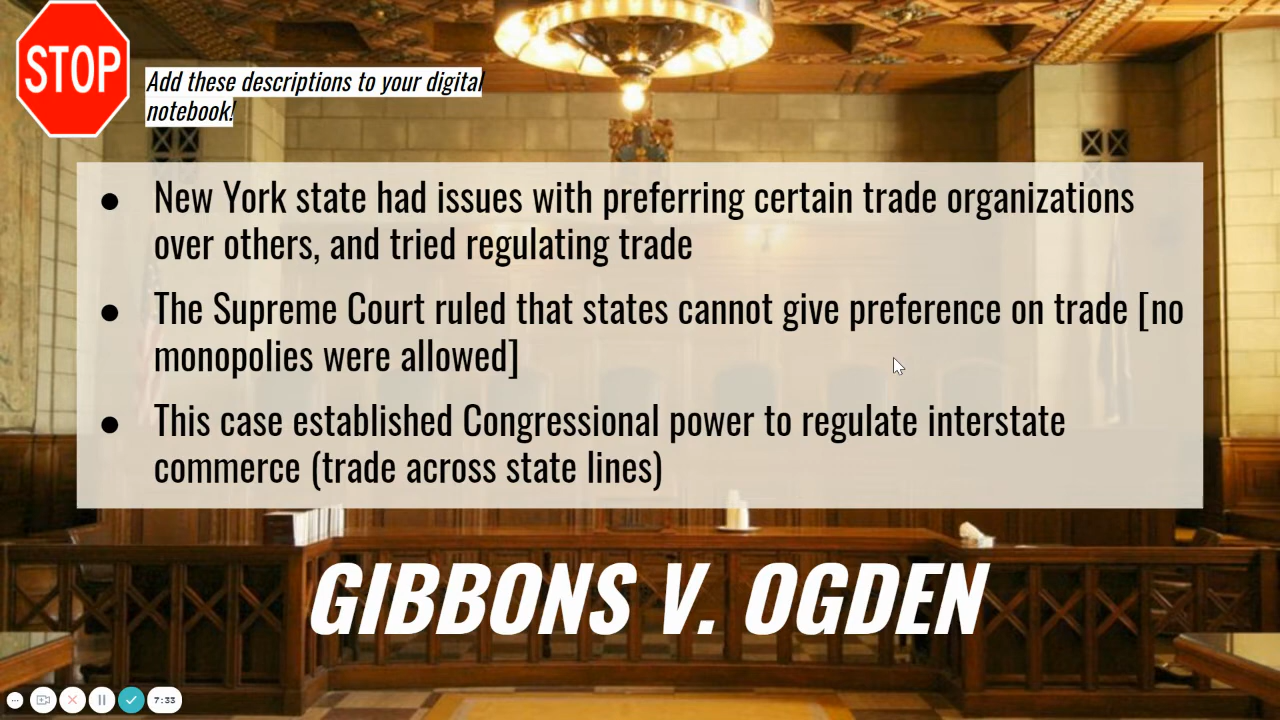 STOP
Add these descriptions to your digital
notebook!
● New York state had issues with preferring certain trade organizations
over others, and tried regulating trade
● The Supreme Court ruled that states cannot give preference on trade [no
monopolies were allowed]
● This case established Congressional power to regulate interstate
commerce (trade across state lines)
GIBBONS V. OGDEN
7:33